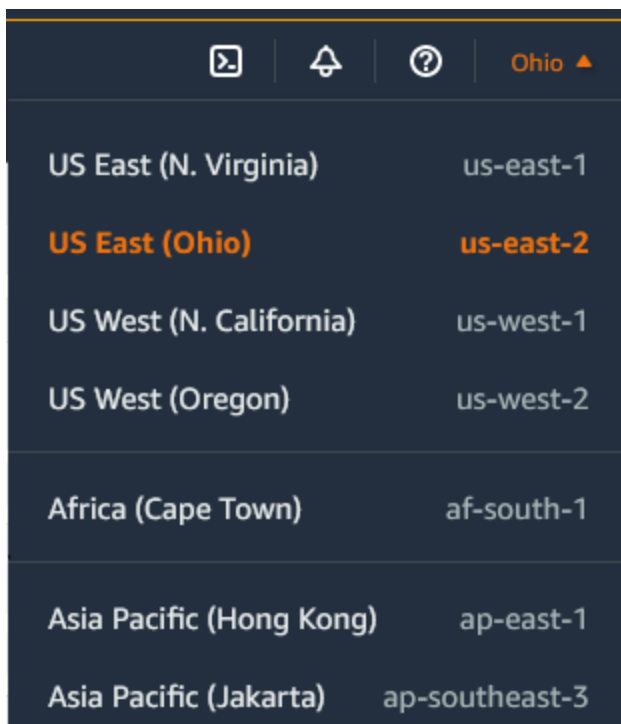 Ohio
US East (N. Virginia) us-east-1
US East (Ohio) us-east-2
US West (N. California) us-west-1
US West (Oregon) us-west-2
Africa (Cape Town) af-south-1
Asia Pacific (Hong Kong) ap-east-1
Asia Pacific (Jakarta) ap-southeast-3